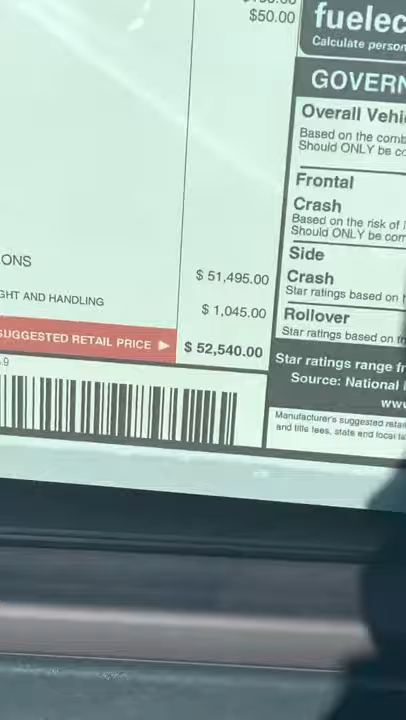 $50.00
fuelec
Calculate person
GOVERN
Overall Vehi
Based on the comb
Should ONLY be co
Frontal
Crash
Based on the risk of i
Should ONLY be com
Side
Crash
Star ratings based on
Rollover
Star ratings based on th
Star ratings range fr
Source: National
www
Manufacturer's suggested retai
and title fees, state and local ta
ONS
$ 51,495.00
GHT AND HANDLING
$ 1,045.00
SUGGESTED RETAIL PRICE
$ 52,540.00